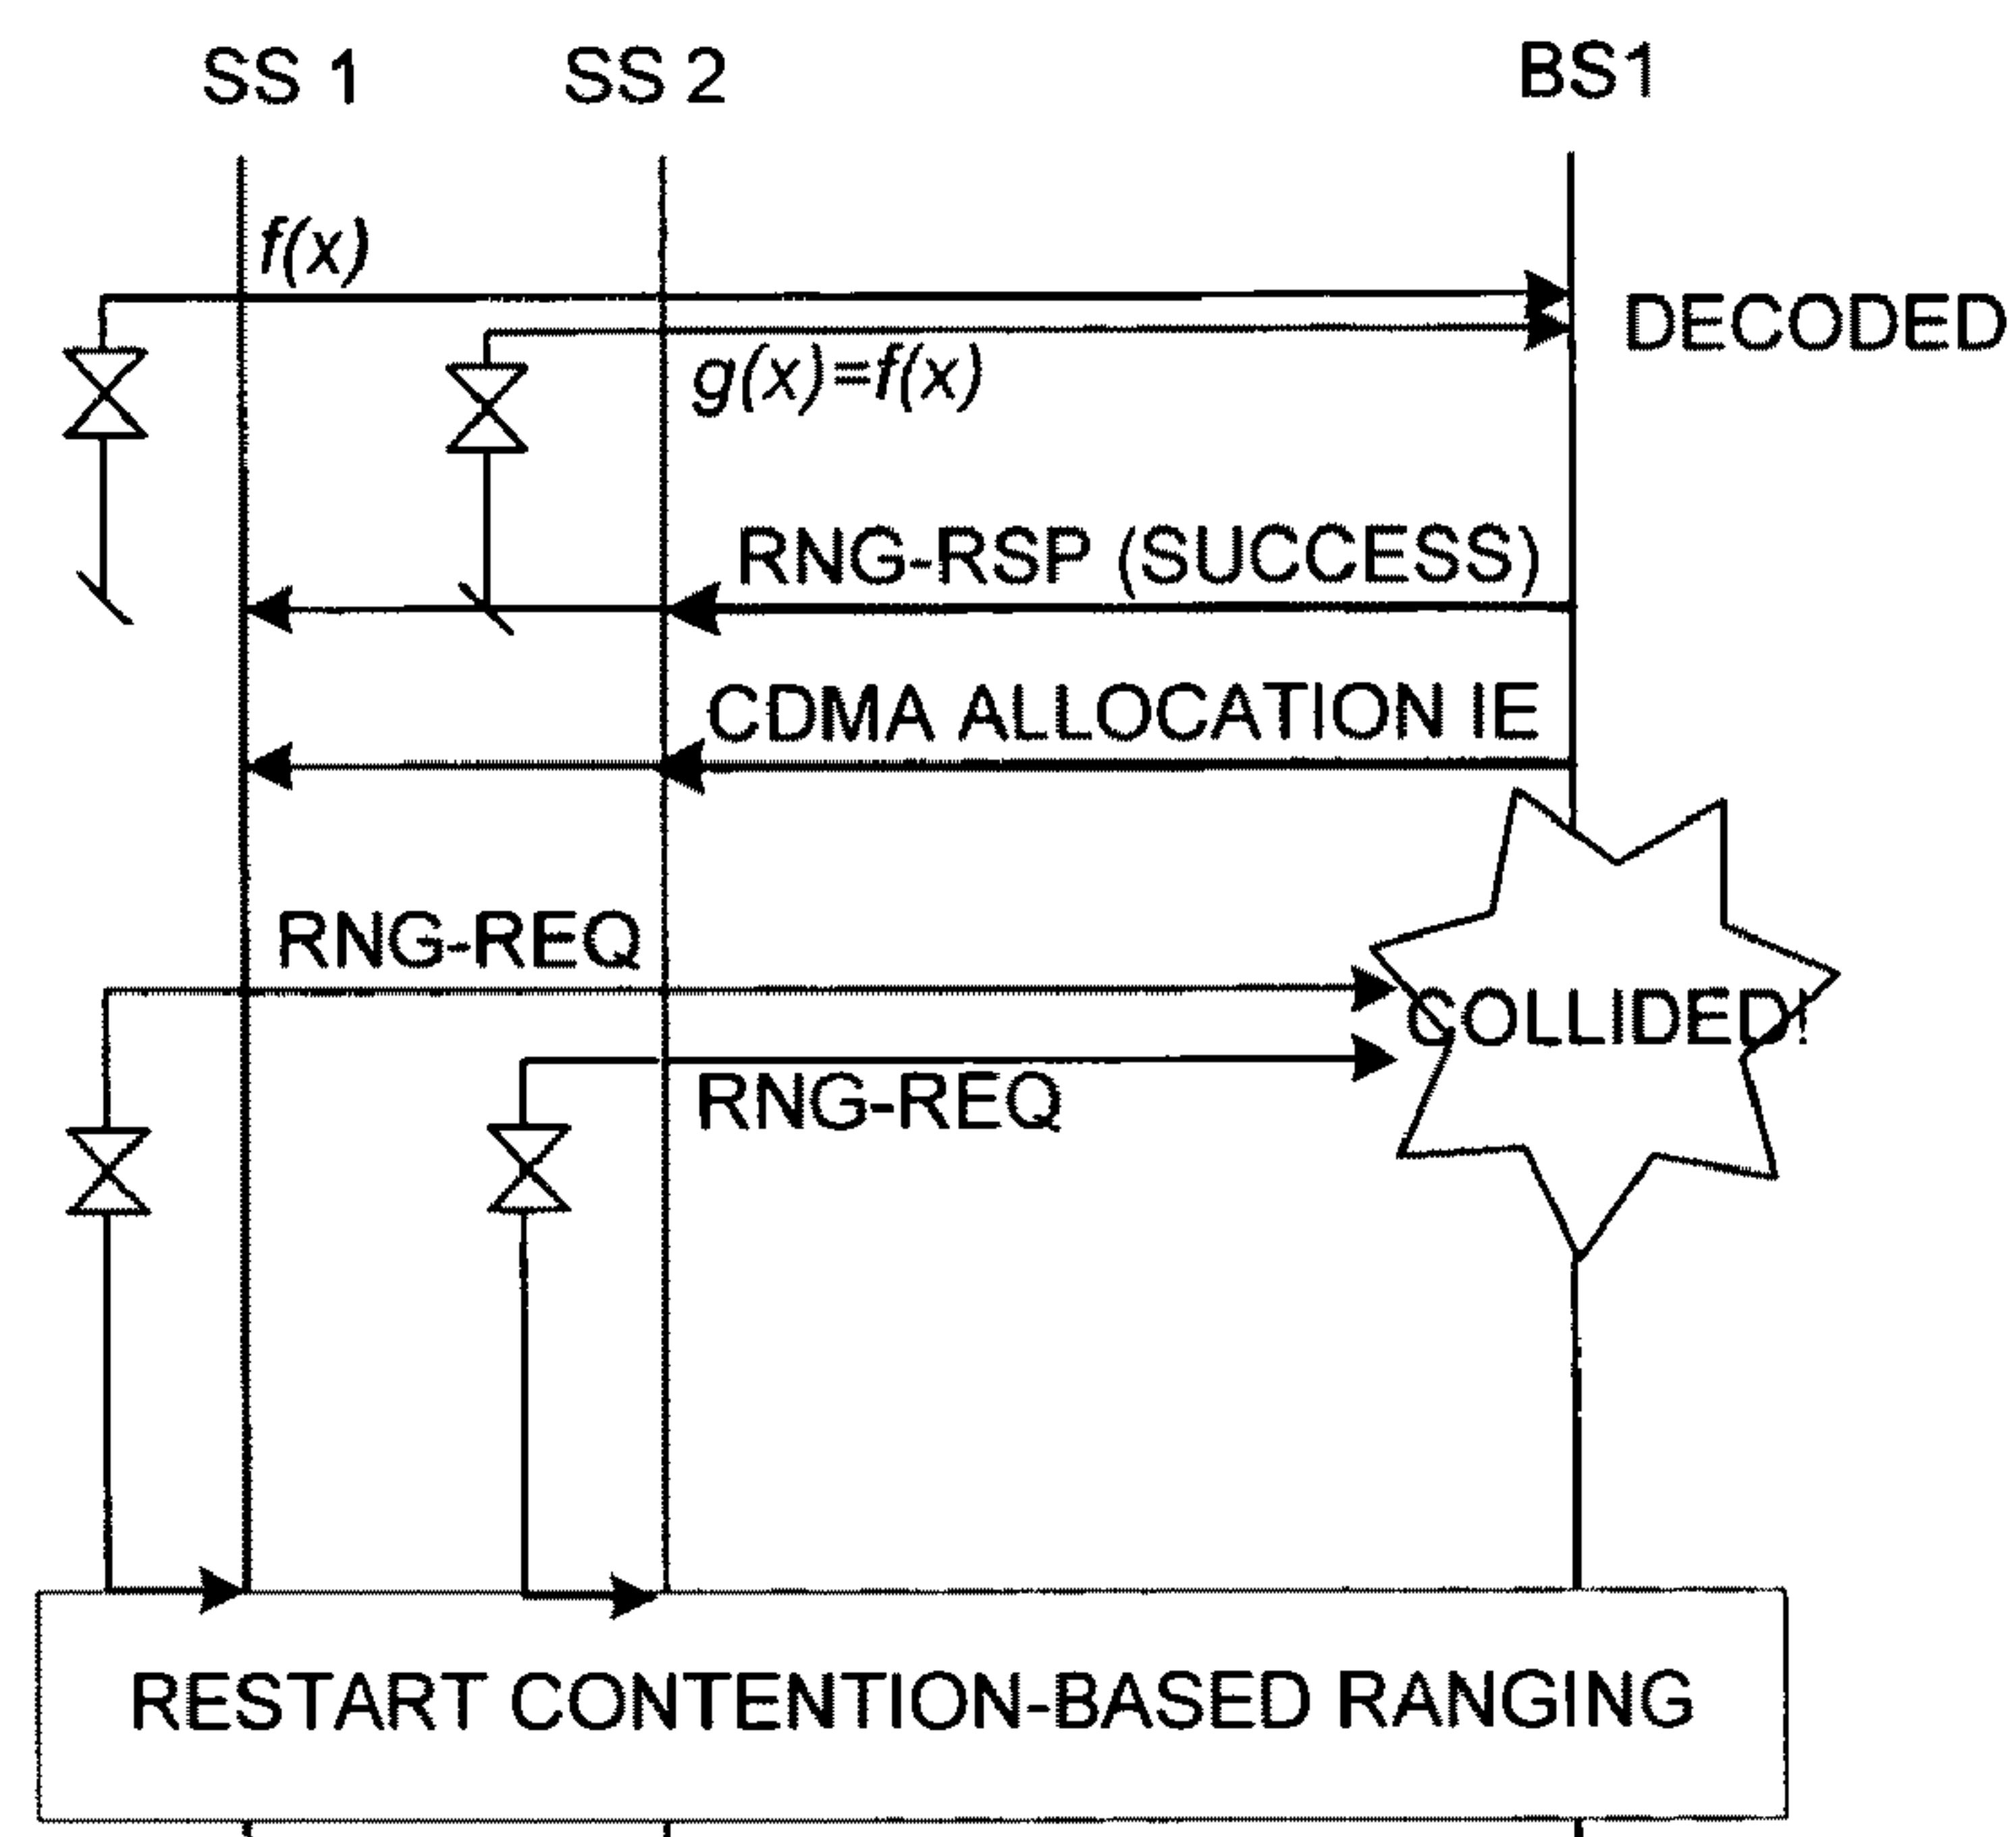 SS 1
SS 2
BS1
f(x)
DECODED
g(x)=f(x)
RNG-RSP (SUCCESS)
CDMA ALLOCATION IE
RNG-REQ
COLLIDED!
RNG-REQ
RESTART CONTENTION-BASED RANGING